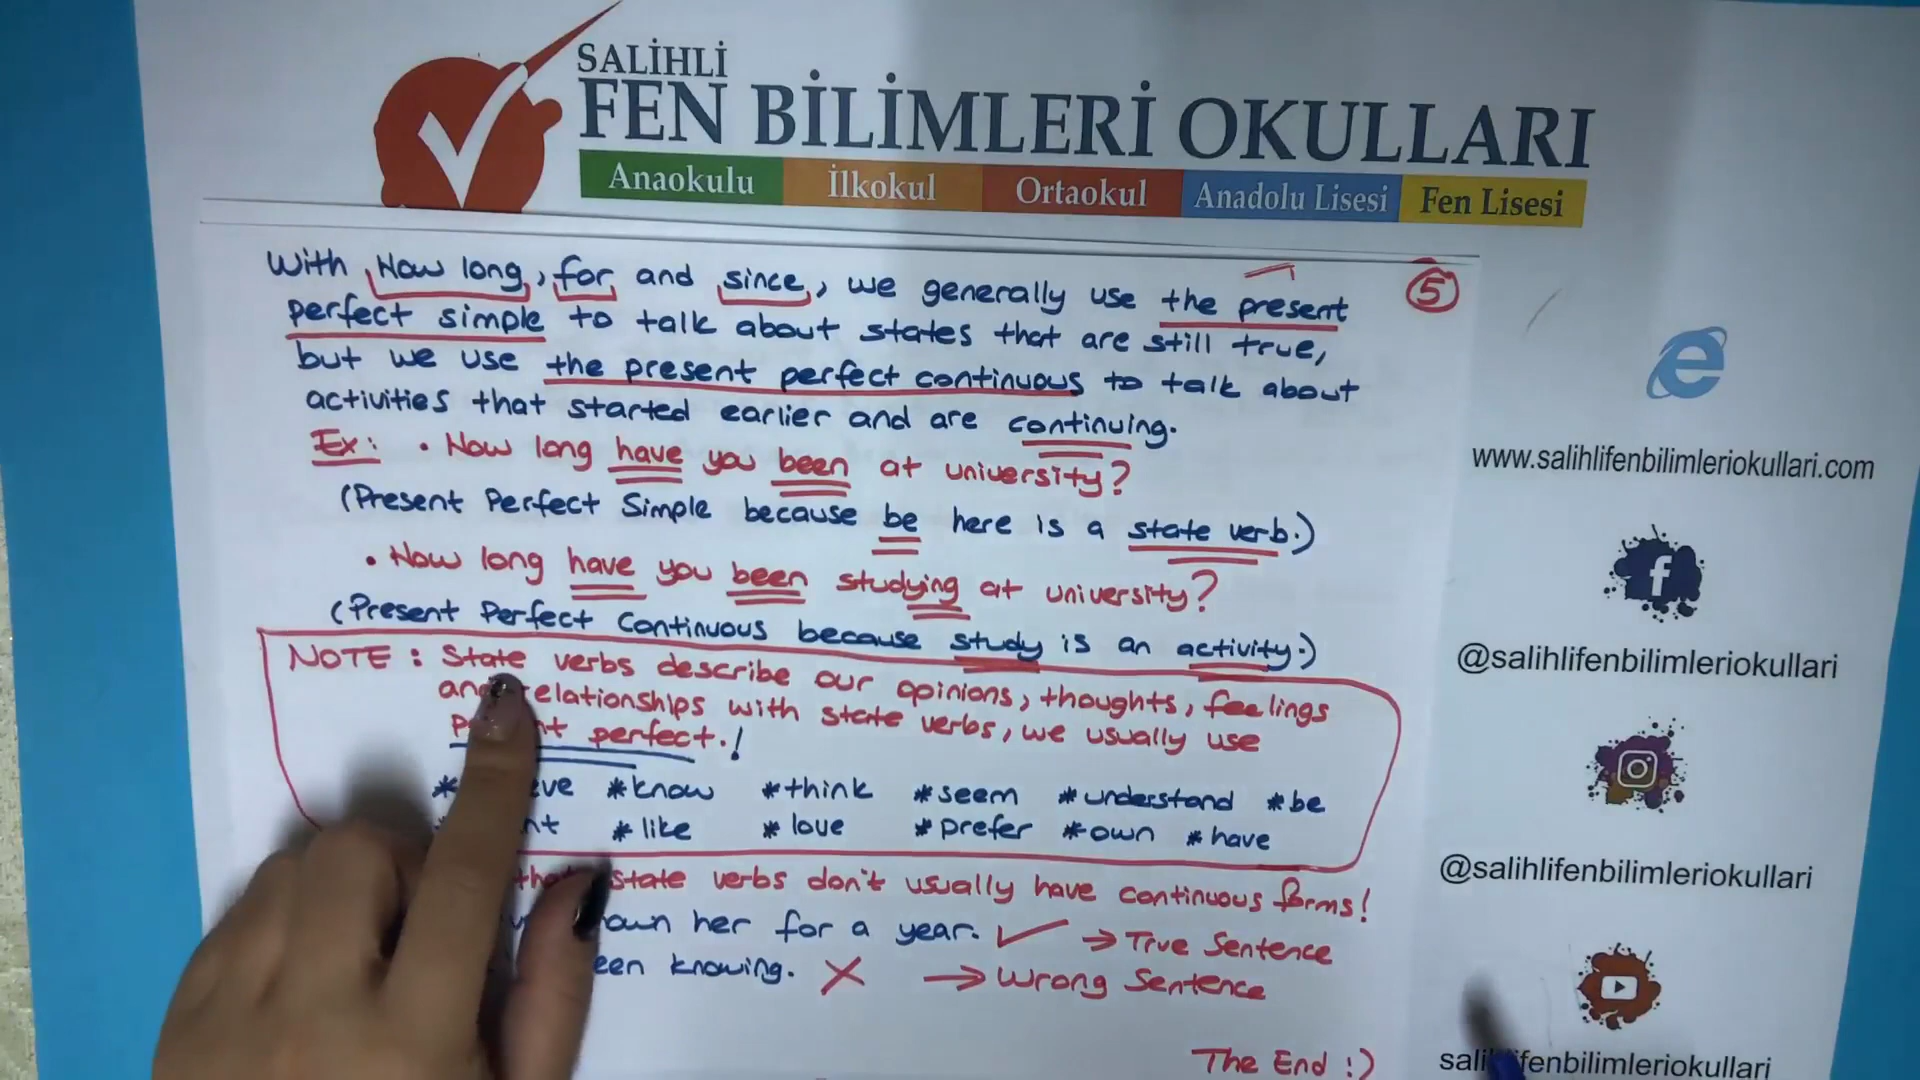 SALİHLİ
FEN BİLİMLERİ OKULLARI
Anaokulu İlkokul Ortaokul Anadolu Lisesi Fen Lisesi
With How long, for and since, we generally use the present
perfect simple to talk about states that are still true,
but we use the present perfect continuous to talk about
activities that started earlier and are continuing.
Ex: • How long have you been at university?
(Present Perfect Simple because be here is a state verb.)
• How long have you been studying at university?
(Present Perfect Continuous because study is an activity.)
NOTE: State verbs describe our opinions, thoughts, feelings
and relationships with state verbs, we usually use
perfect.!
*know *think *seem *understand *be
*like *love *prefer *own *have
that state verbs don't usually have continuous forms!
her for a year. ✓ → True Sentence
knowing. X → Wrong Sentence
The End :)
5
www.salihlifenbilimleriokullari.com
f
@salihlifenbilimleriokullari
@salihlifenbilimleriokullari